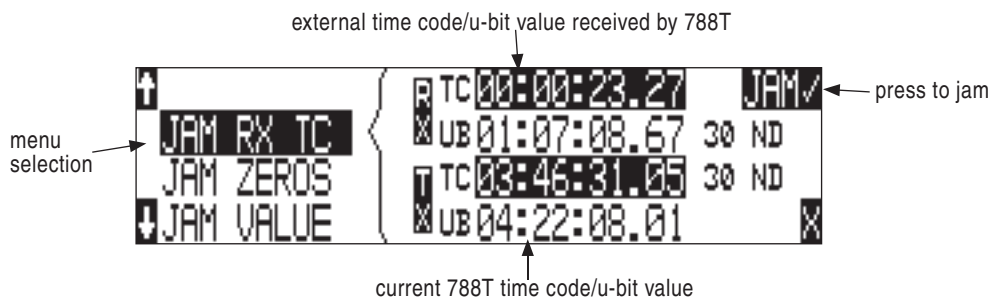 external time code/u-bit value received by 788T
RX TC 00:00:23.27 JAM✓
press to jam
menu
selection
JAM RX TC UB 01:07:08.67 30 ND
JAM ZEROS TX TC 03:46:31.05 30 ND
JAM VALUE UB 04:22:08.01 X
current 788T time code/u-bit value